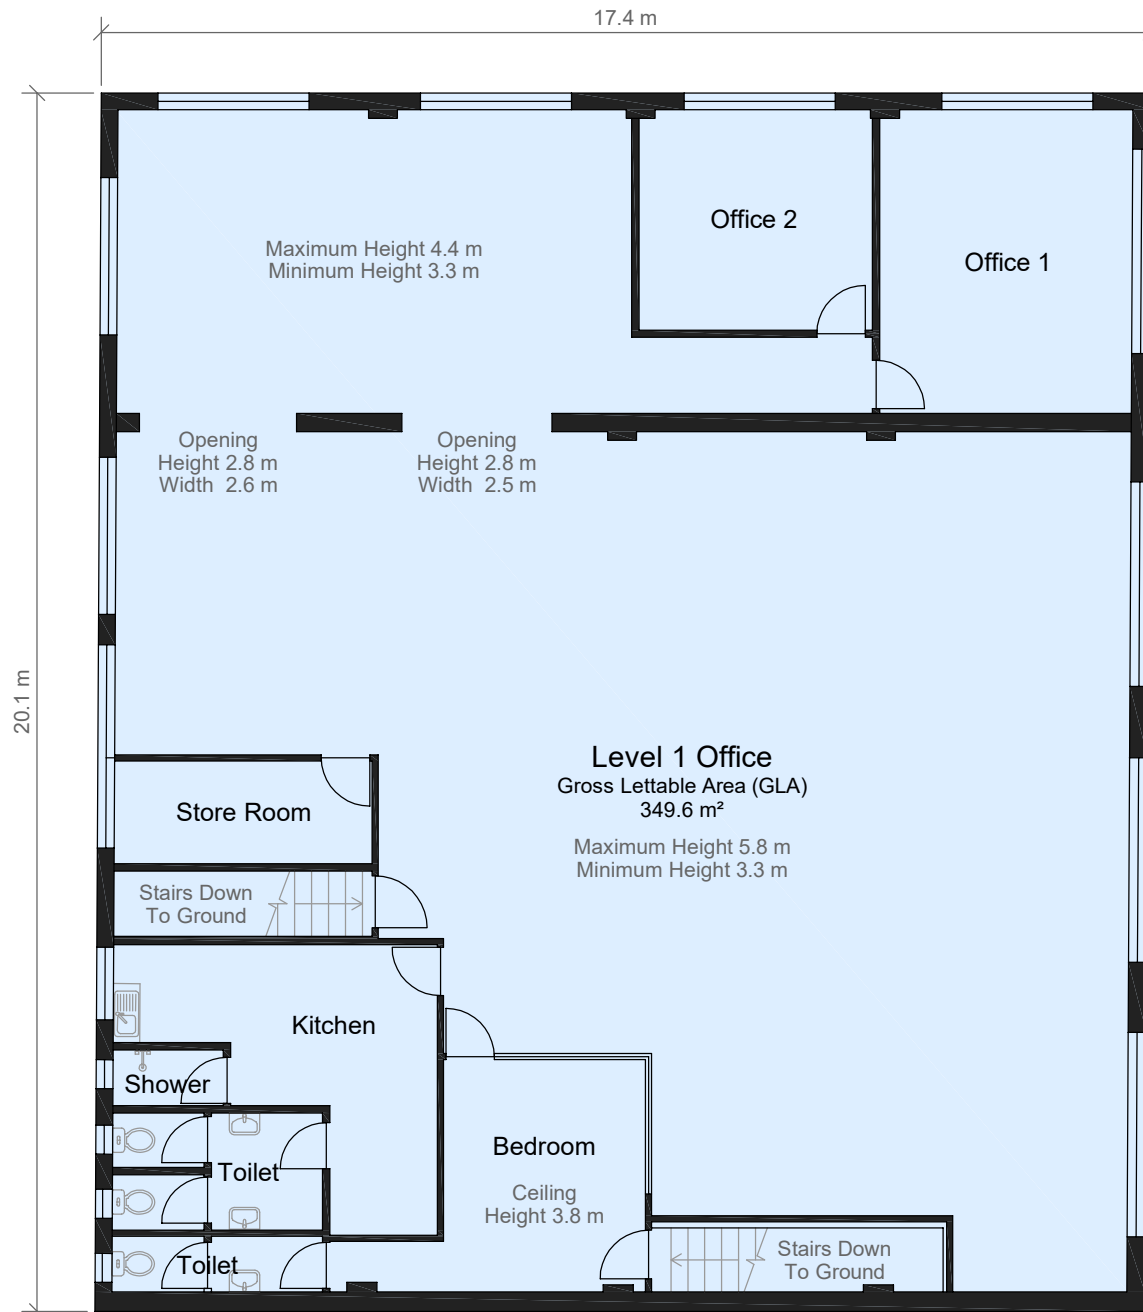 17.4 m
20.1 m
Office 2
Office 1
Maximum Height 4.4 m
Minimum Height 3.3 m
Opening
Height 2.8 m
Width 2.6 m
Opening
Height 2.8 m
Width 2.5 m
Level 1 Office
Gross Lettable Area (GLA)
349.6 m²
Maximum Height 5.8 m
Minimum Height 3.3 m
Store Room
Stairs Down
To Ground
Kitchen
Shower
Toilet
Bedroom
Ceiling
Height 3.8 m
Toilet
Stairs Down
To Ground